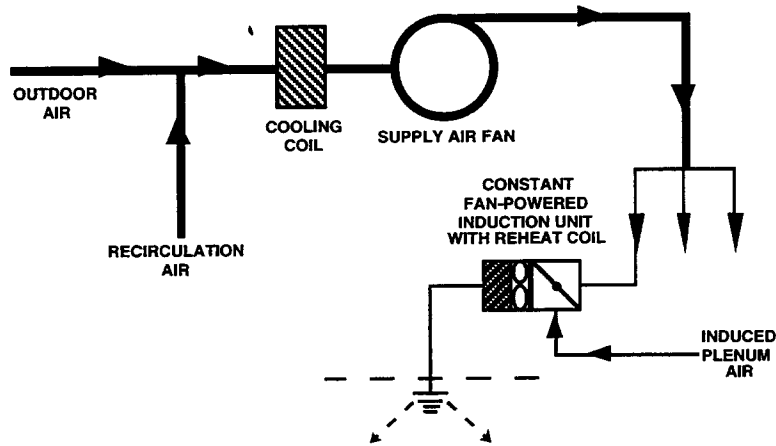 OUTDOOR
AIR
COOLING
COIL
SUPPLY AIR FAN
RECIRCULATION
AIR
CONSTANT
FAN-POWERED
INDUCTION UNIT
WITH REHEAT COIL
INDUCED
PLENUM
AIR